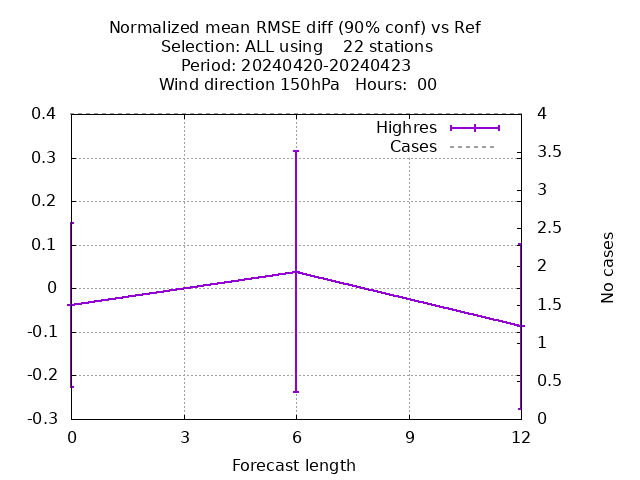 Normalized mean RMSE diff (90% conf) vs Ref
Selection: ALL using    22 stations
Period: 20240420-20240423
Wind direction 150hPa   Hours:  00
Highres
Cases
0.4
0.3
0.2
0.1
0
-0.1
-0.2
-0.3
4
3.5
3
2.5
2
1.5
1
0.5
0
No cases
0 3 6 9 12
Forecast length